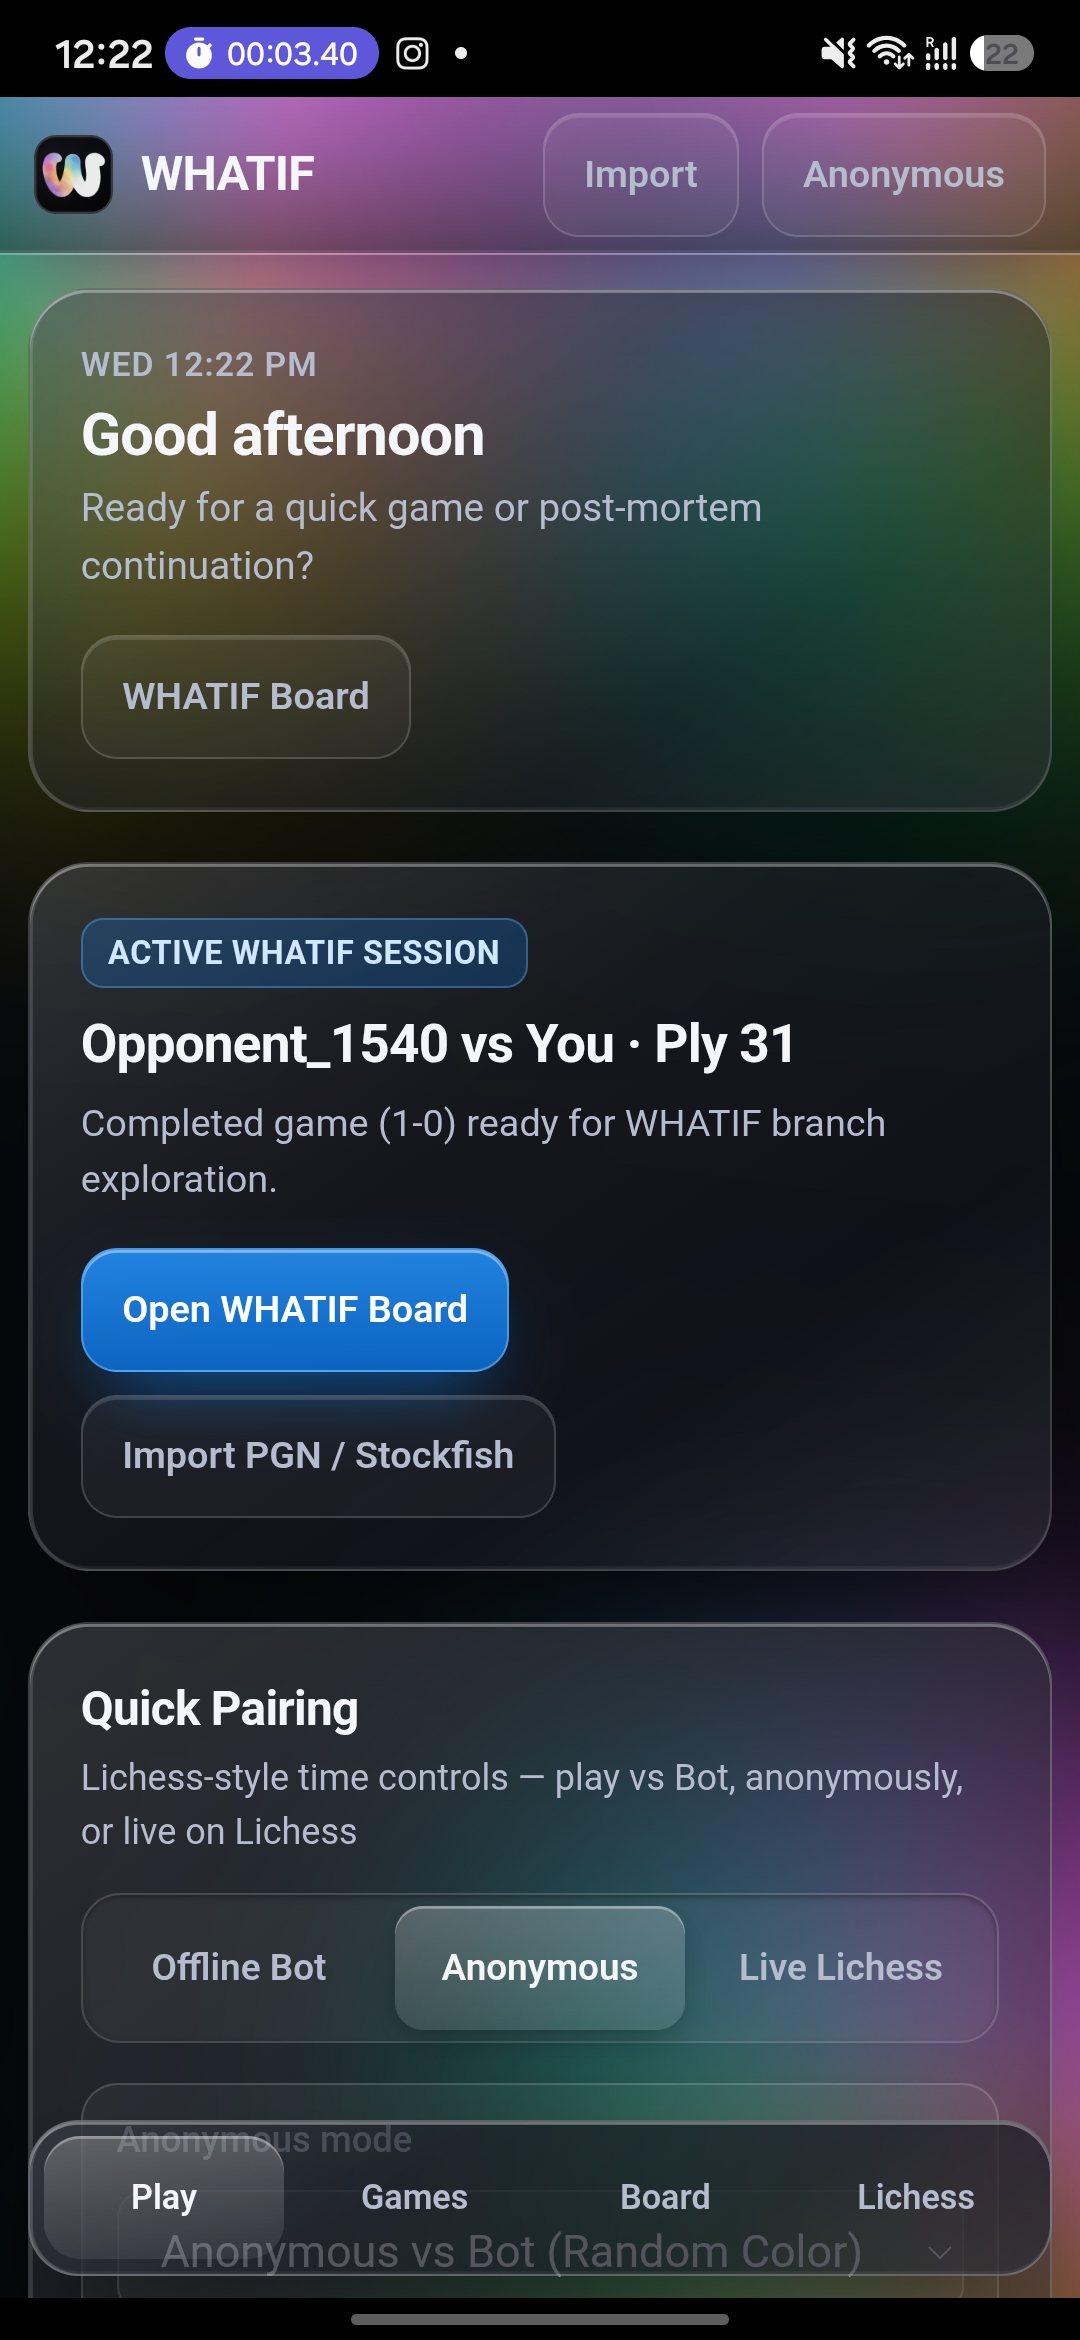 12:22 00:03.40 R 22
W WHATIF Import Anonymous
WED 12:22 PM
Good afternoon
Ready for a quick game or post-mortem
continuation?
WHATIF Board
ACTIVE WHATIF SESSION
Opponent_1540 vs You · Ply 31
Completed game (1-0) ready for WHATIF branch
exploration.
Open WHATIF Board
Import PGN / Stockfish
Quick Pairing
Lichess-style time controls — play vs Bot, anonymously,
or live on Lichess
Offline Bot Anonymous Live Lichess
Anonymous mode
Play Games Board Lichess
Anonymous vs Bot (Random Color)